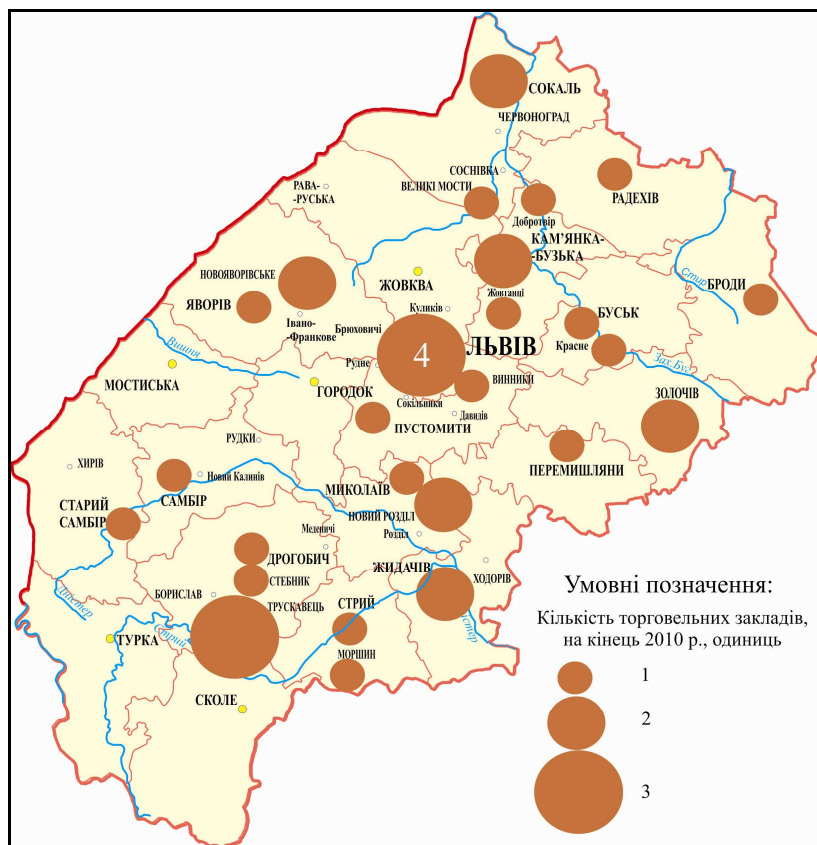 СОКАЛЬ
ЧЕРВОНОГРАД
СОСНІВКА
РАВА-
-РУСЬКА
ВЕЛИКІ МОСТИ
РАДЕХІВ
Добротвір
КАМ’ЯНКА-
БУЗЬКА
НОВОЯВОРІВСЬКЕ
ЖОВКВА
Стир
БРОДИ
Жовтанці
ЯВОРІВ
Куликів
БУСЬК
Івано-
-Франкове
Брюховичі
Красне
ЛЬВІВ
4
Вишня
Рудне
Зах.Буг
МОСТИСЬКА
ВИННИКИ
ГОРОДОК
ЗОЛОЧІВ
Сокільники
Давидів
ПУСТОМИТИ
РУДКИ
ХИРІВ
Новий Калинів
ПЕРЕМИШЛЯНИ
САМБІР
МИКОЛАЇВ
СТАРИЙ
САМБІР
НОВИЙ РОЗДІЛ
Меденичі
Розділ
ДРОГОБИЧ
ХОДОРІВ
ЖИДАЧІВ
СТЕБНИК
БОРИСЛАВ
ТРУСКАВЕЦЬ
Дністер
СТРИЙ
істер
Стрий
ТУРКА
МОРШИН
СКОЛЕ
Умовні позначення:
Кількість торговельних закладів,
на кінець 2010 р., одиниць
1
2
3